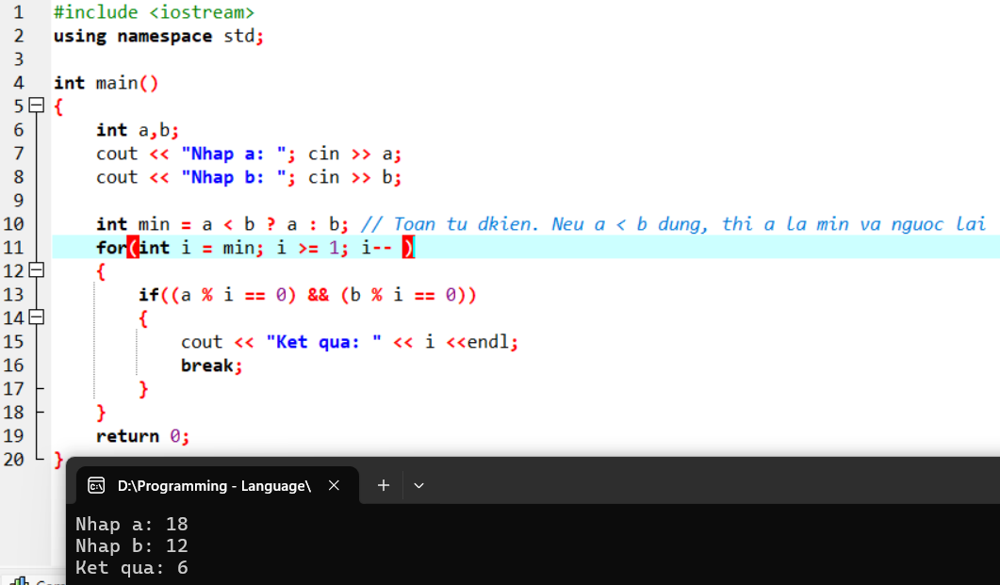 1 #include <iostream>
2 using namespace std;
3
4 int main()
5 {
6 int a,b;
7 cout << "Nhap a: "; cin >> a;
8 cout << "Nhap b: "; cin >> b;
9
10 int min = a < b ? a : b; // Toan tu dkien. Neu a < b dung, thi a la min va nguoc lai
11 for(int i = min; i >= 1; i-- )
12 {
13 if((a % i == 0) && (b % i == 0))
14 {
15 cout << "Ket qua: " << i <<endl;
16 break;
17 }
18 }
19 return 0;
20 }
D:\Programming - Language\
Nhap a: 18
Nhap b: 12
Ket qua: 6